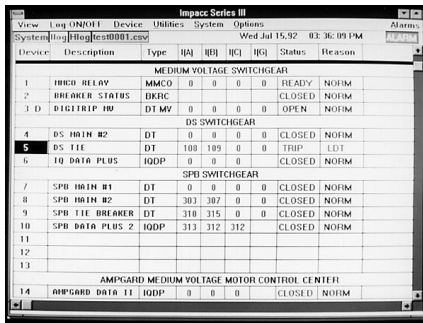 Impacc Series III
View Log ON/OFF Device Utilities System Options Alarms
System Ilog Hlog test0001.csv Wed Jul 15,92 03:36:09 PM ALARM
Device Description Type I(A) I(B) I(C) I(G) Status Reason
MEDIUM VOLTAGE SWITCHGEAR
1 MMCO RELAY MMCO 0 0 0 0 READY NORM
2 BREAKER STATUS BKRC CLOSED NORM
3 D DIGITRIP MV DT MV 0 0 0 0 OPEN NORM
DS SWITCHGEAR
4 DS MAIN #2 DT 0 0 0 0 CLOSED NORM
5 DS TIE DT 108 109 0 0 TRIP LDT
6 IQ DATA PLUS IQDP 0 0 0 CLOSED NORM
SPB SWITCHGEAR
7 SPB MAIN #1 DT 0 0 0 0 CLOSED NORM
8 SPB MAIN #2 DT 303 307 0 0 CLOSED NORM
9 SPB TIE BREAKER DT 310 315 0 0 CLOSED NORM
10 SPB DATA PLUS 2 IQDP 313 312 312 CLOSED NORM
11
12
13
AMPGARD MEDIUM VOLTAGE MOTOR CONTROL CENTER
14 AMPGARD DATA II IQDP 0 0 0 CLOSED NORM